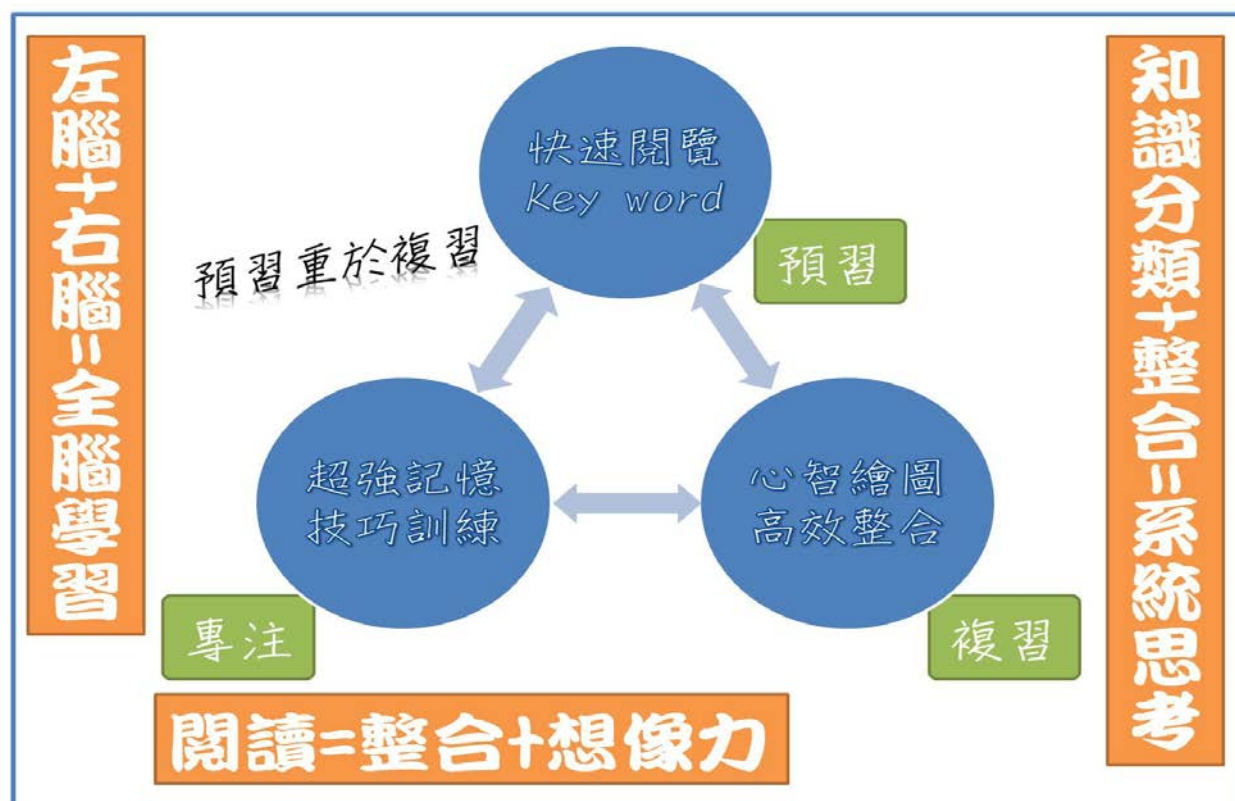 左腦+右腦=全腦學習
快速閱覽
Key word
預習
預習重於複習
超強記憶
技巧訓練
專注
心智繪圖
高效整合
複習
閱讀=整合+想像力
知識分類+整合=系統思考